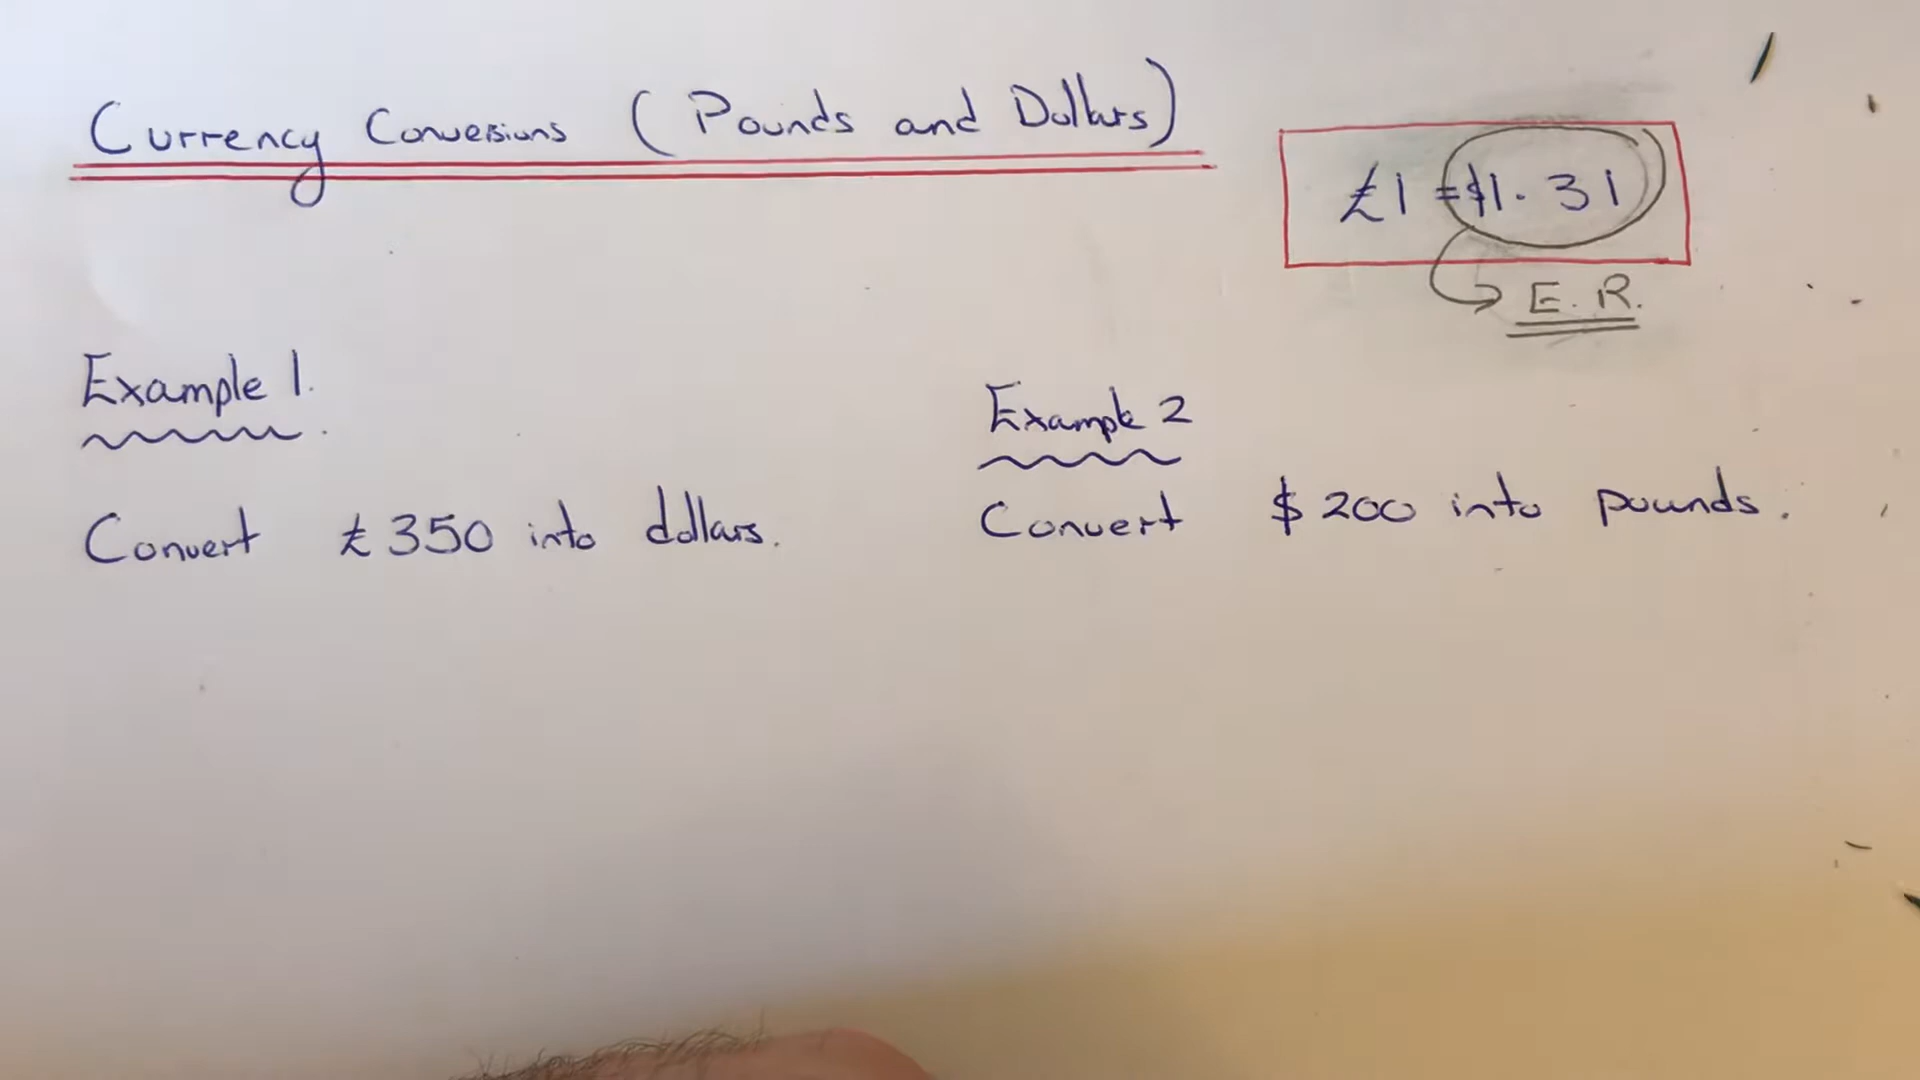 Currency Conversions (Pounds and Dollars)
£1 = $1.31
E.R.
Example 1.
Convert £350 into dollars.
Example 2
Convert $200 into pounds.